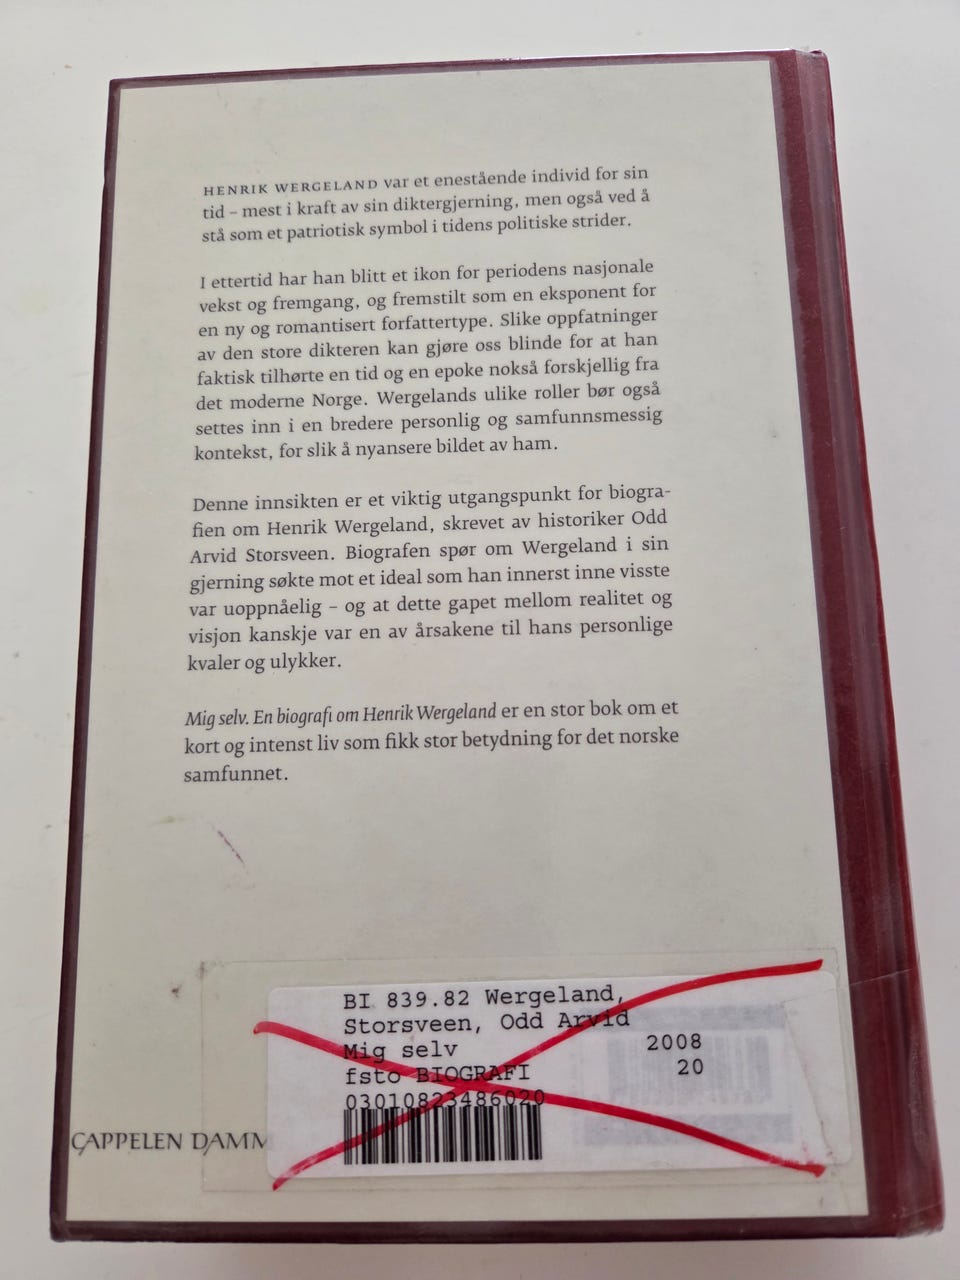 HENRIK WERGELAND var et enestående individ for sin
tid – mest i kraft av sin diktergjerning, men også ved å
stå som et patriotisk symbol i tidens politiske strider.
I ettertid har han blitt et ikon for periodens nasjonale
vekst og fremgang, og fremstilt som en eksponent for
en ny og romantisert forfattertype. Slike oppfatninger
av den store dikteren kan gjøre oss blinde for at han
faktisk tilhørte en tid og en epoke nokså forskjellig fra
det moderne Norge. Wergelands ulike roller bør også
settes inn i en bredere personlig og samfunnsmessig
kontekst, for slik å nyansere bildet av ham.
Denne innsikten er et viktig utgangspunkt for biogra-
fien om Henrik Wergeland, skrevet av historiker Odd
Arvid Storsveen. Biografen spør om Wergeland i sin
gjerning søkte mot et ideal som han innerst inne visste
var uoppnåelig – og at dette gapet mellom realitet og
visjon kanskje var en av årsakene til hans personlige
kvaler og ulykker.
Mig selv. En biografi om Henrik Wergeland er en stor bok om et
kort og intenst liv som fikk stor betydning for det norske
samfunnet.
BI 839.82 Wergeland,
Storsveen, Odd Arvid
Mig selv 2008
fsto BIOGRAFI 20
03010823486020
CAPPELEN DAMM